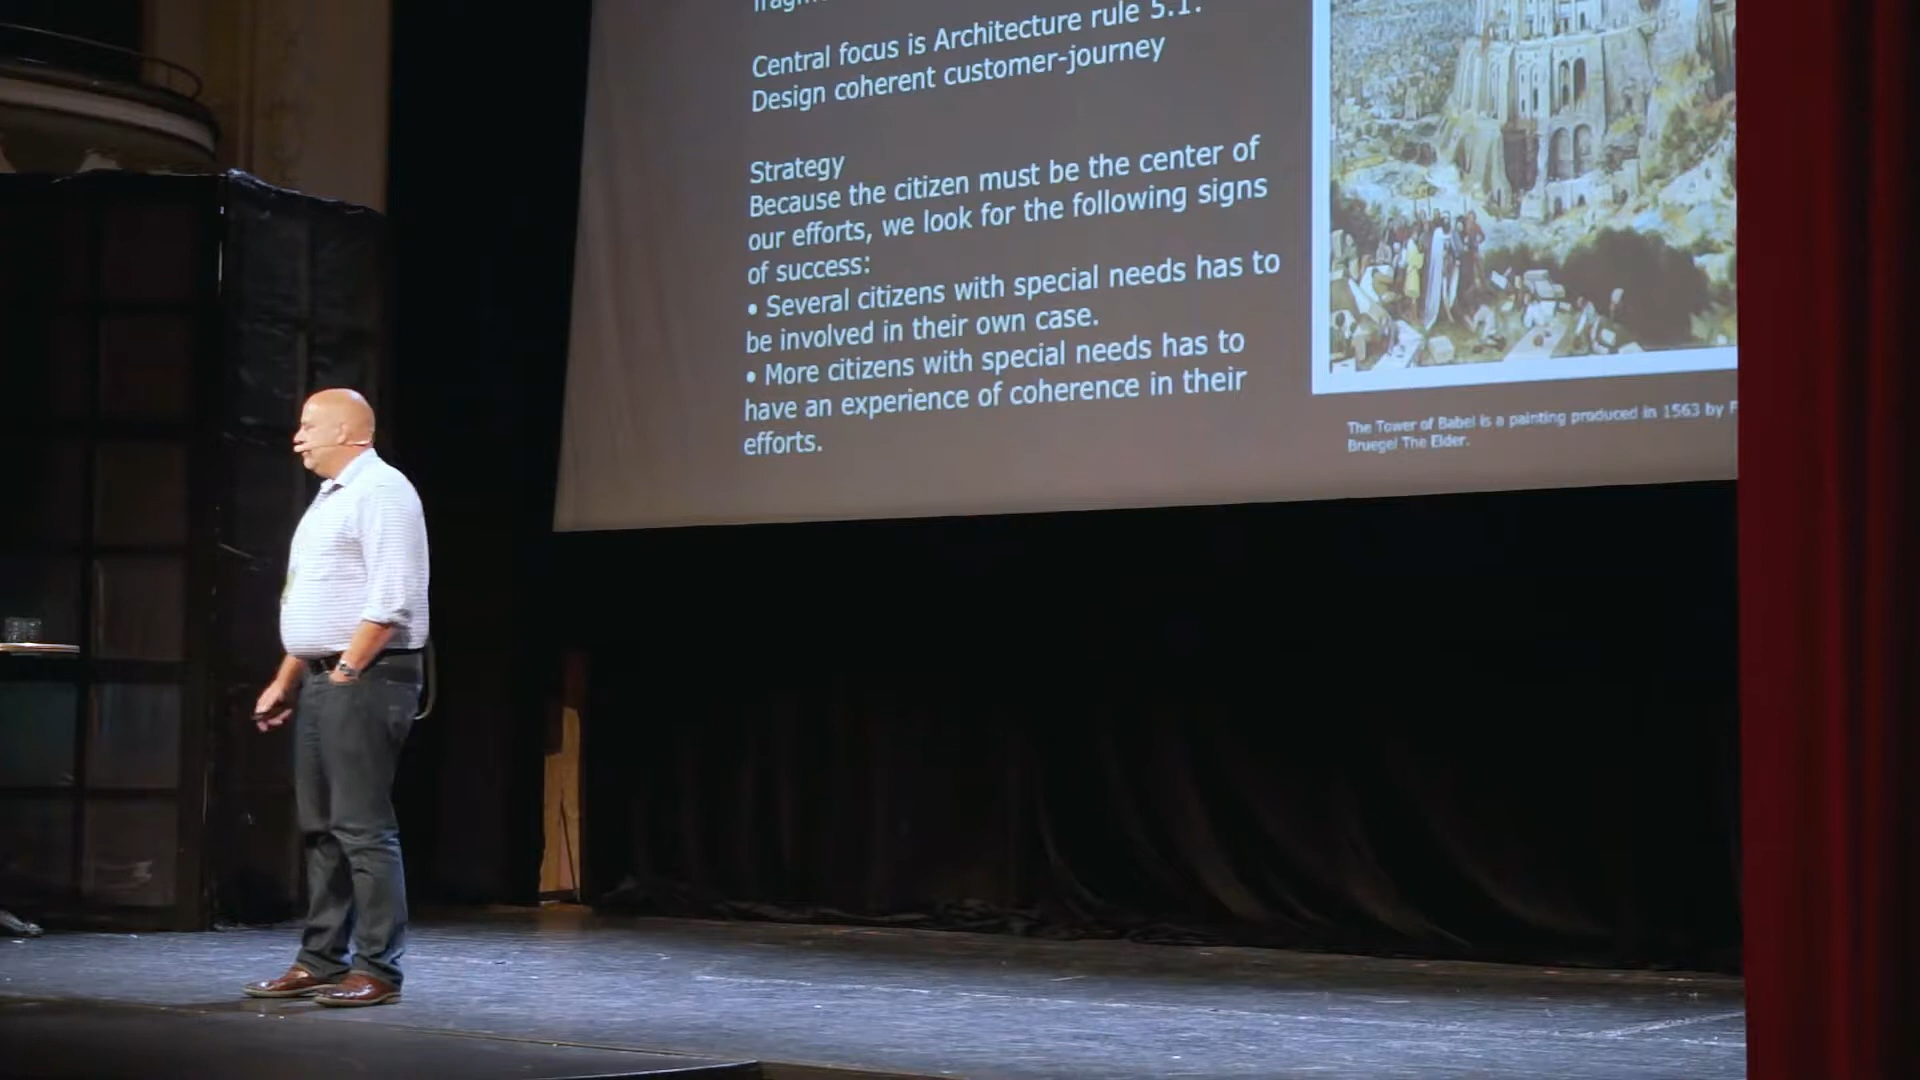 Central focus is Architecture rule 5.1.
Design coherent customer-journey
Strategy
Because the citizen must be the center of
our efforts, we look for the following signs
of success:
• Several citizens with special needs has to
be involved in their own case.
• More citizens with special needs has to
have an experience of coherence in their
efforts.
The Tower of Babel is a painting produced in 1563 by
Bruegel The Elder.